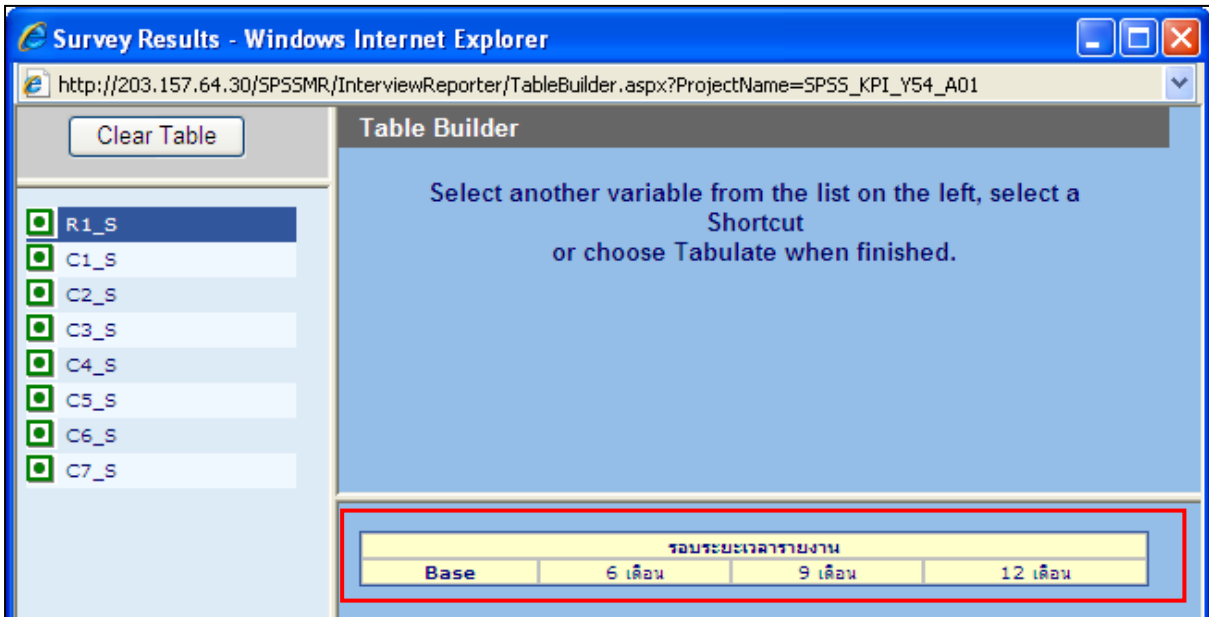 Survey Results - Windows Internet Explorer
http://203.157.64.30/SPSSMR/InterviewReporter/TableBuilder.aspx?ProjectName=SPSS_KPI_Y54_A01
Clear Table
R1_S
C1_S
C2_S
C3_S
C4_S
C5_S
C6_S
C7_S
Table Builder
Select another variable from the list on the left, select a
Shortcut
or choose Tabulate when finished.
รอบระยะเวลารายงาน
Base 6 เดือน 9 เดือน 12 เดือน